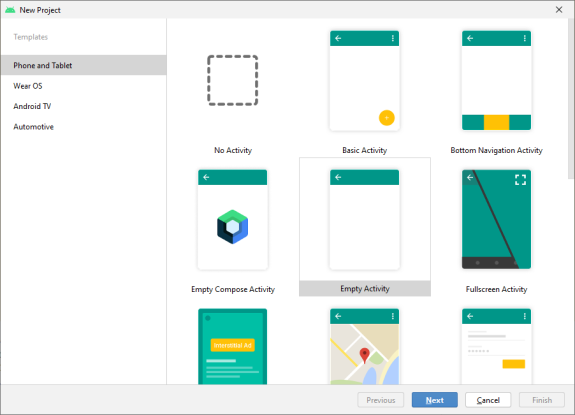 New Project
Templates
Phone and Tablet
Wear OS
Android TV
Automotive
No Activity
Basic Activity
Bottom Navigation Activity
Empty Compose Activity
Empty Activity
Fullscreen Activity
Interstitial Ad
Previous
Next
Cancel
Finish